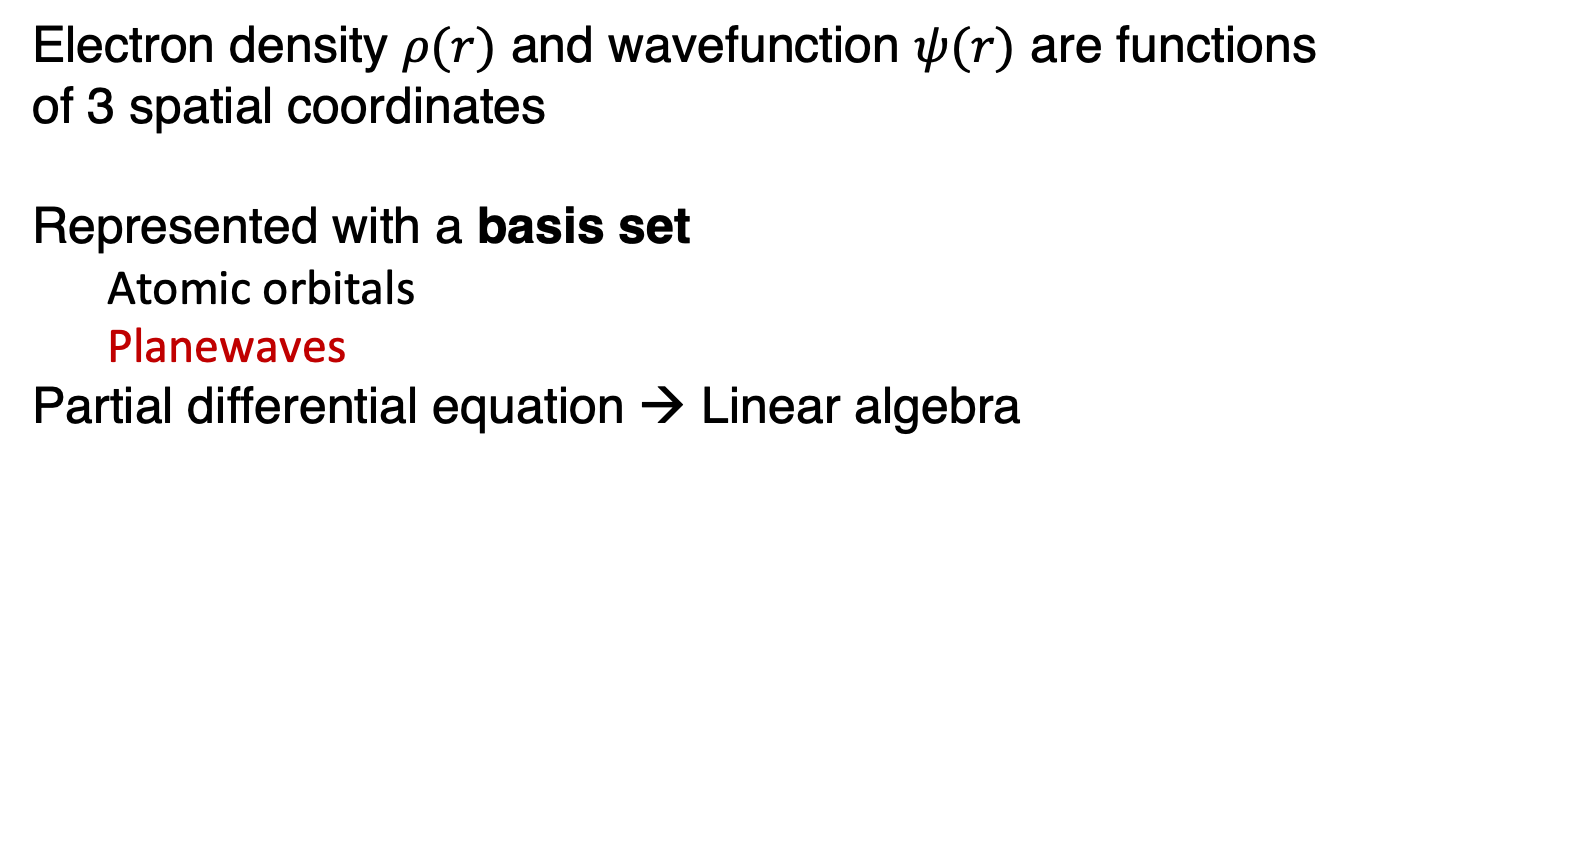 Electron density 𝜌(𝑟) and wavefunction 𝜓(𝑟) are functions
of 3 spatial coordinates
Represented with a basis set
Atomic orbitals
Planewaves
Partial differential equation → Linear algebra